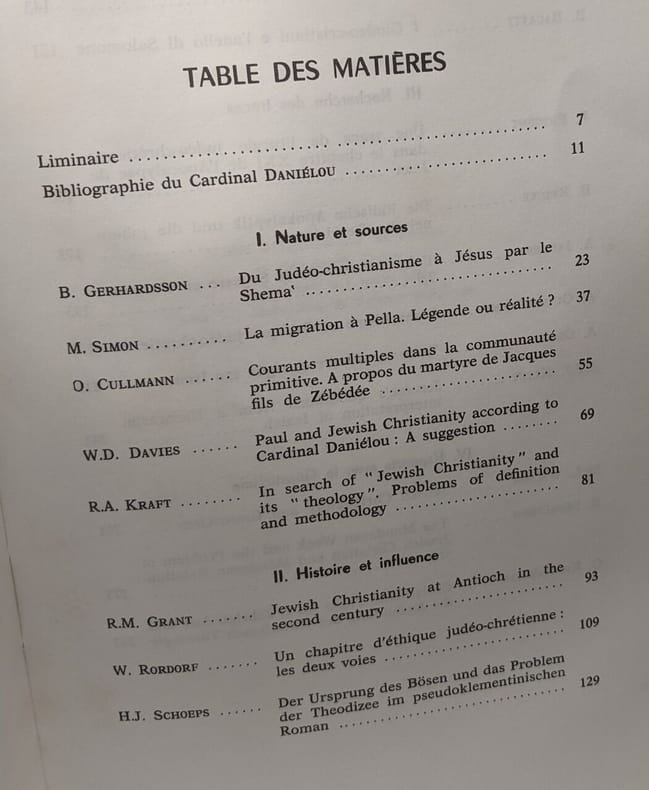 TABLE DES MATIÈRES
Liminaire .................................................. 7
Bibliographie du Cardinal DANIÉLOU .......................... 11
I. Nature et sources
B. GERHARDSSON ... Du Judéo-christianisme à Jésus par le
Shema‘ ................................ 23
M. SIMON .......... La migration à Pella. Légende ou réalité ? 37
O. CULLMANN ...... Courants multiples dans la communauté
primitive. A propos du martyre de Jacques
fils de Zébédée ...................... 55
W.D. DAVIES ...... Paul and Jewish Christianity according to
Cardinal Daniélou : A suggestion ........ 69
R.A. KRAFT ........ In search of “ Jewish Christianity ” and
its “ theology ”. Problems of definition
and methodology ..................... 81
II. Histoire et influence
R.M. GRANT ....... Jewish Christianity at Antioch in the
second century ...................... 93
W. RORDORF ....... Un chapitre d'éthique judéo-chrétienne :
les deux voies ........................ 109
H.J. SCHOEPS ...... Der Ursprung des Bösen und das Problem
der Theodizee im pseudoklementinischen
Roman .............................. 129